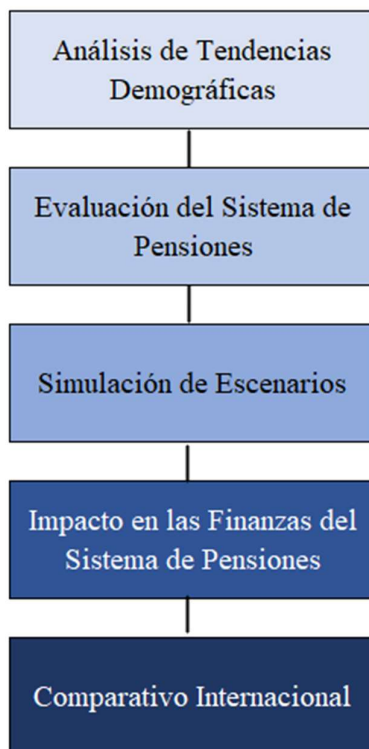 Análisis de Tendencias
Demográficas
Evaluación del Sistema de
Pensiones
Simulación de Escenarios
Impacto en las Finanzas del
Sistema de Pensiones
Comparativo Internacional